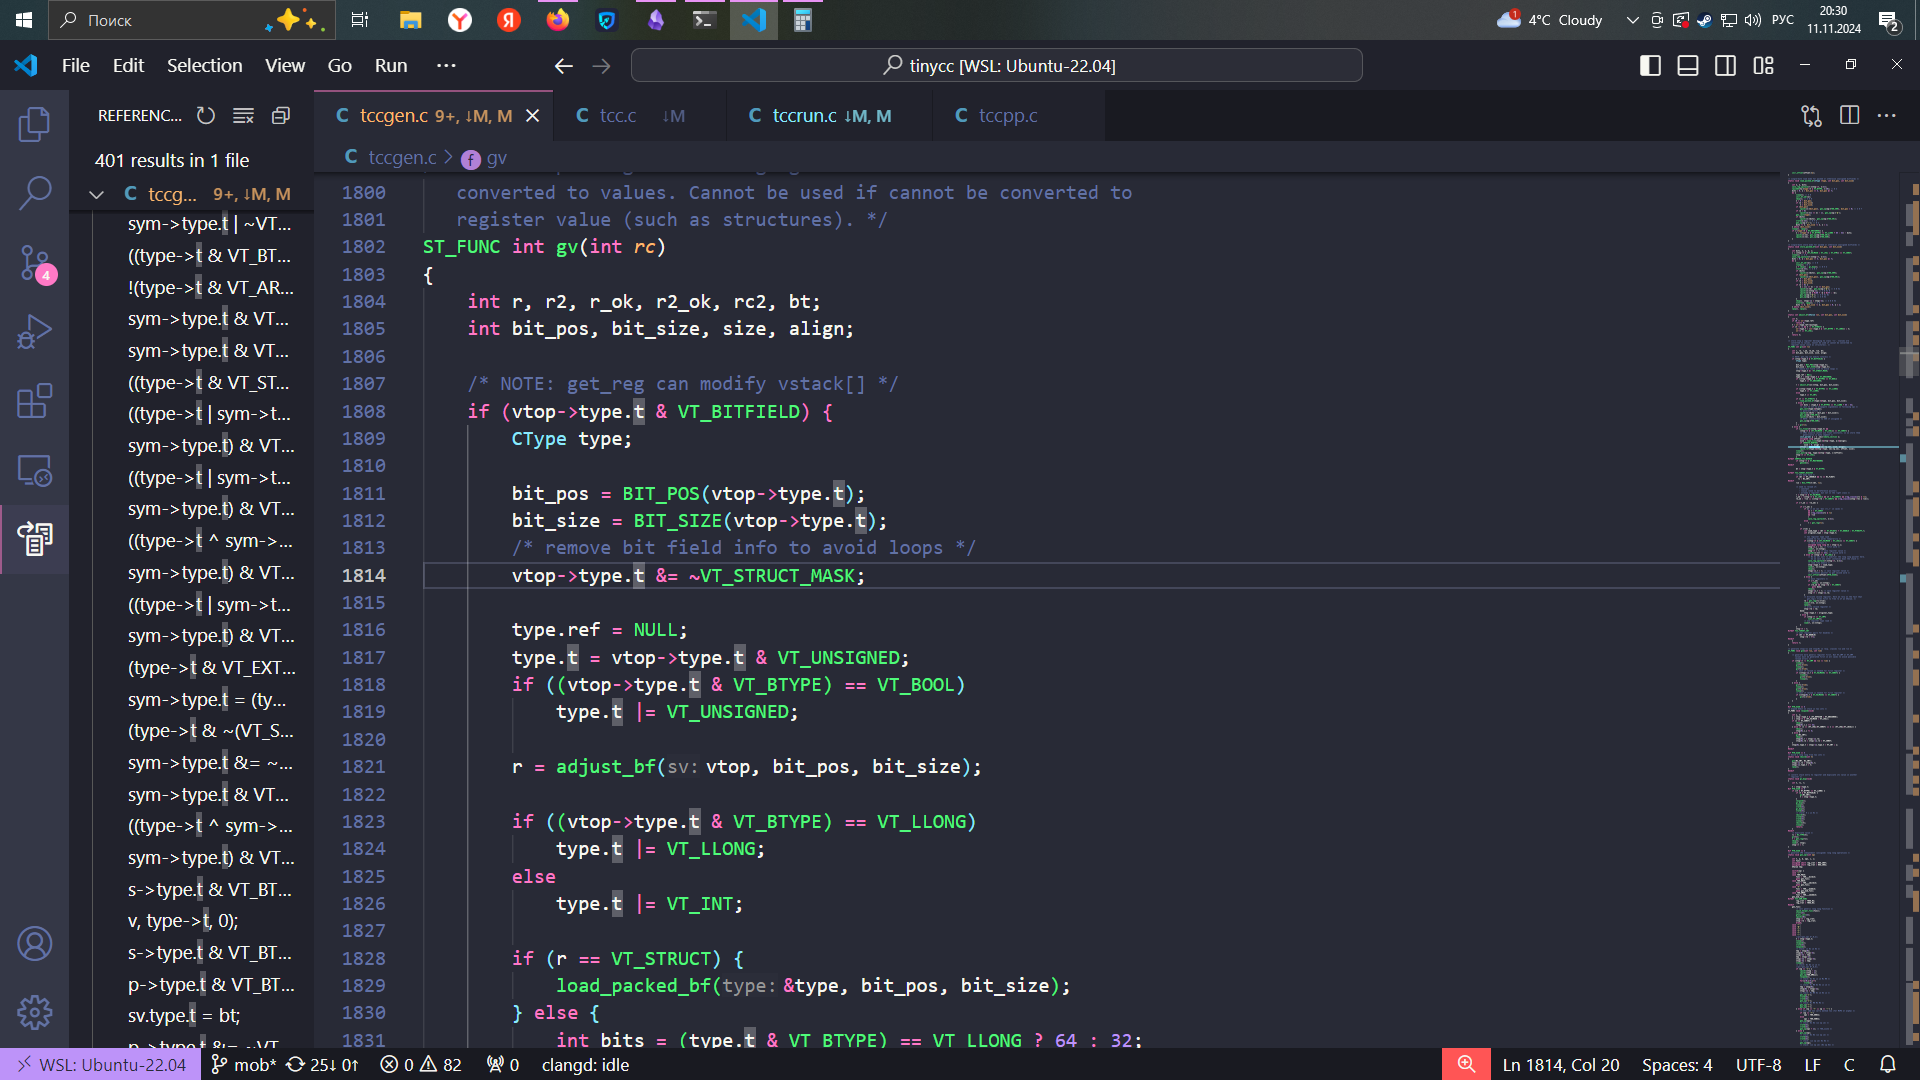 Поиск
4°C Cloudy
РУС
20:30
11.11.2024
2
File Edit Selection View Go Run ···
tinycc [WSL: Ubuntu-22.04]
REFERENC...
401 results in 1 file
tccg... 9+, ↓M, M
sym->type.t | ~VT...
((type->t & VT_BT...
!(type->t & VT_AR...
sym->type.t & VT...
sym->type.t & VT...
((type->t & VT_ST...
((type->t | sym->t...
sym->type.t) & VT...
((type->t | sym->t...
sym->type.t) & VT...
((type->t ^ sym->...
sym->type.t) & VT...
((type->t | sym->t...
sym->type.t) & VT...
(type->t & VT_EXT...
sym->type.t = (ty...
(type->t & ~(VT_S...
sym->type.t &= ~...
sym->type.t & VT...
((type->t ^ sym->...
sym->type.t) & VT...
s->type.t & VT_BT...
v, type->t, 0);
s->type.t & VT_BT...
p->type.t & VT_BT...
sv.type.t = bt;
p->type.t &= ~VT...
4
C tccgen.c 9+, ↓M, M
C tcc.c ↓M
C tccrun.c ↓M, M
C tccpp.c
C tccgen.c > f gv
1800 converted to values. Cannot be used if cannot be converted to
1801 register value (such as structures). */
1802 ST_FUNC int gv(int rc)
1803 {
1804 int r, r2, r_ok, r2_ok, rc2, bt;
1805 int bit_pos, bit_size, size, align;
1806
1807 /* NOTE: get_reg can modify vstack[] */
1808 if (vtop->type.t & VT_BITFIELD) {
1809 CType type;
1810
1811 bit_pos = BIT_POS(vtop->type.t);
1812 bit_size = BIT_SIZE(vtop->type.t);
1813 /* remove bit field info to avoid loops */
1814 vtop->type.t &= ~VT_STRUCT_MASK;
1815
1816 type.ref = NULL;
1817 type.t = vtop->type.t & VT_UNSIGNED;
1818 if ((vtop->type.t & VT_BTYPE) == VT_BOOL)
1819 type.t |= VT_UNSIGNED;
1820
1821 r = adjust_bf(sv: vtop, bit_pos, bit_size);
1822
1823 if ((vtop->type.t & VT_BTYPE) == VT_LLONG)
1824 type.t |= VT_LLONG;
1825 else
1826 type.t |= VT_INT;
1827
1828 if (r == VT_STRUCT) {
1829 load_packed_bf(type: &type, bit_pos, bit_size);
1830 } else {
1831 int bits = (type.t & VT_BTYPE) == VT_LLONG ? 64 : 32;
WSL: Ubuntu-22.04 mob* 25↓ 0↑ 0 82 0 clangd: idle
Ln 1814, Col 20 Spaces: 4 UTF-8 LF C